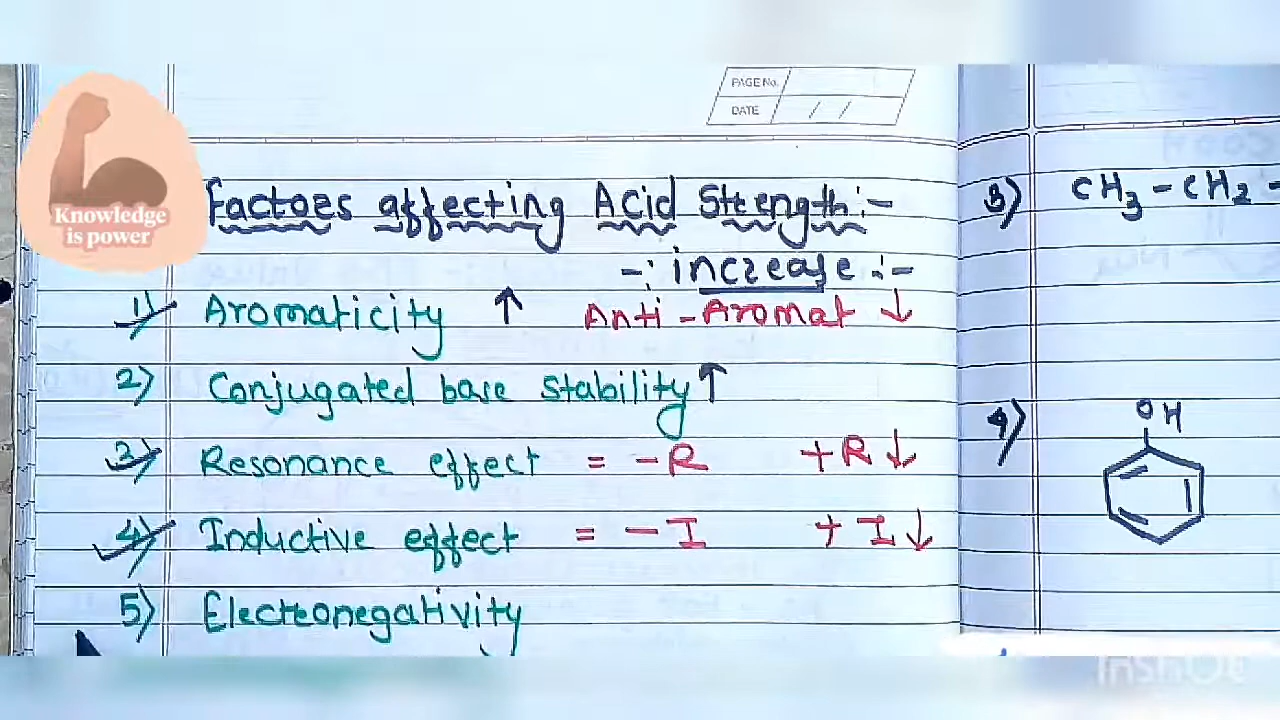 PAGE No.
DATE / /
Knowledge
is power
Factors affecting Acid Strength :-
-: increase :-
1) Aromaticity ↑ Anti - Aromat ↓
2) Conjugated base stability ↑
3) Resonance effect = -R +R ↓
4) Inductive effect = - I + I ↓
5) Electronegativity
3) CH3 - CH2 -
4) OH